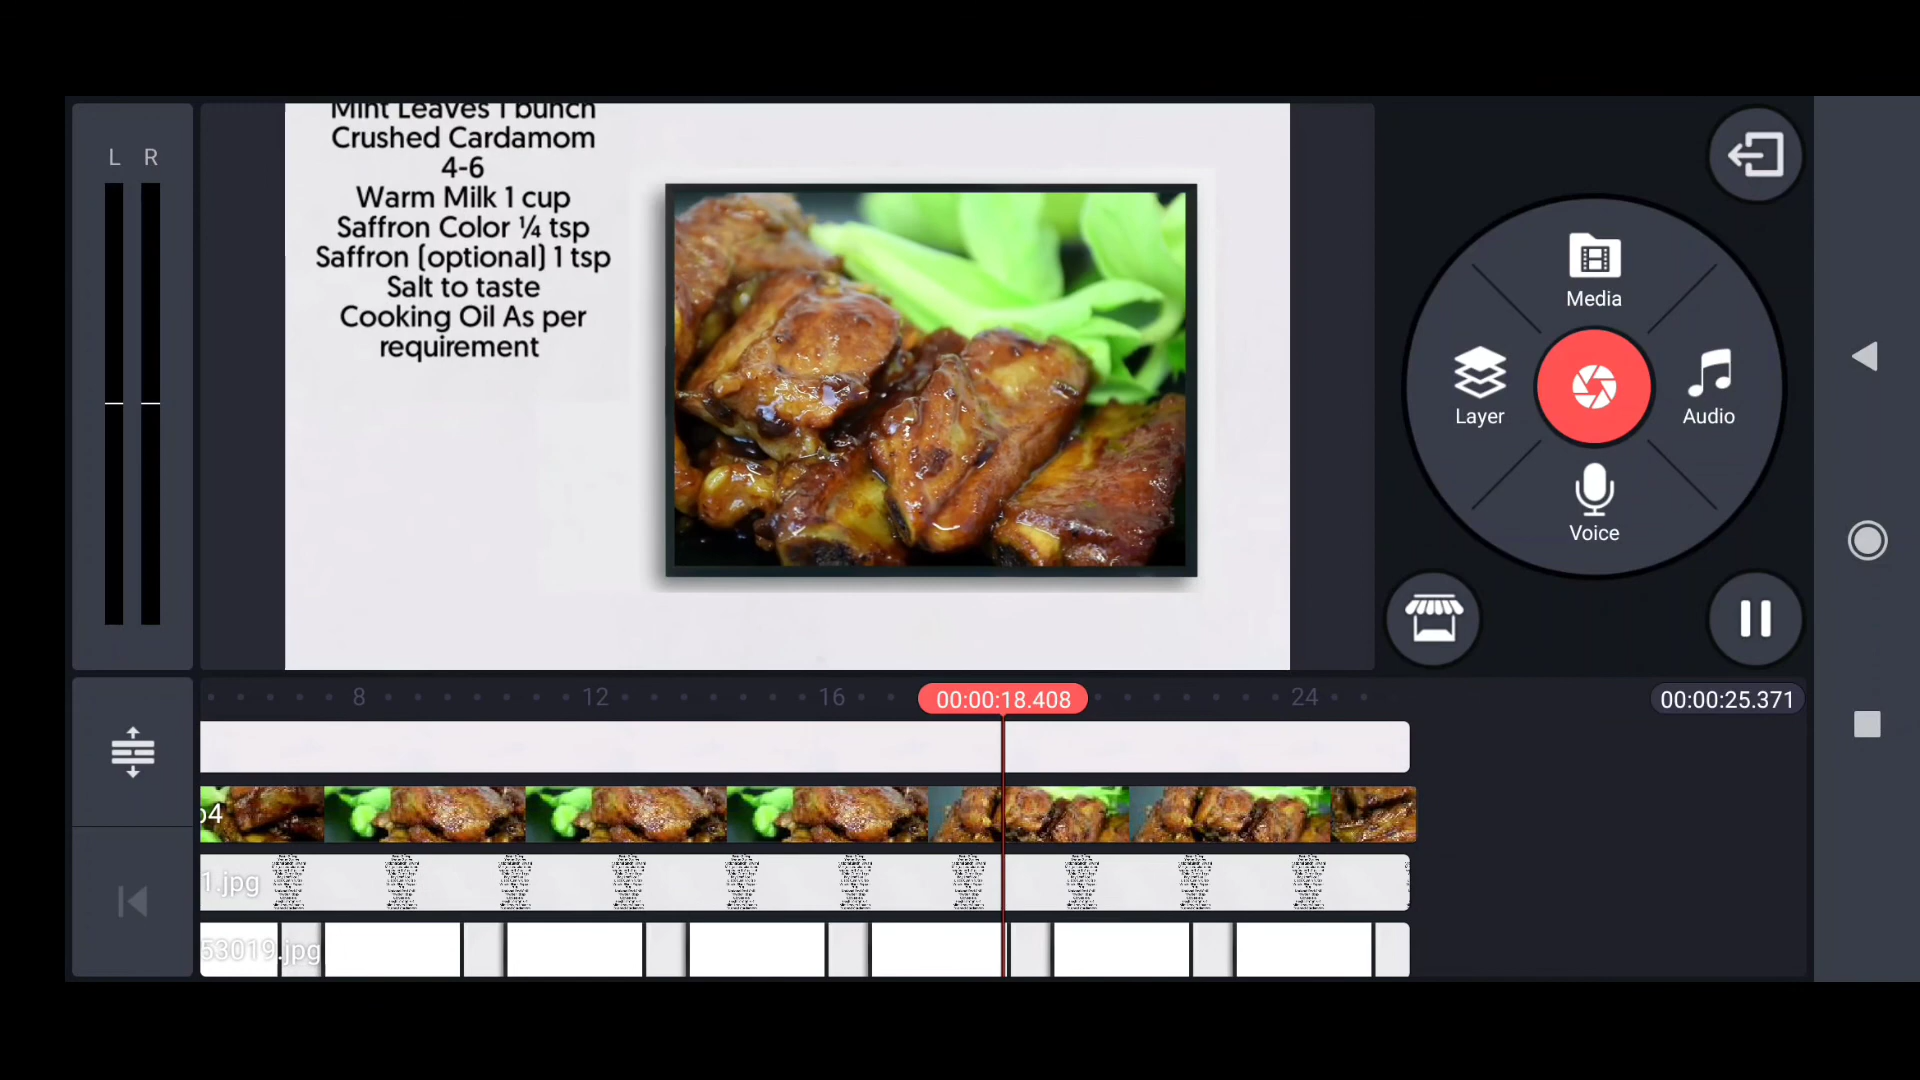 L R
Mint Leaves 1 bunch
Crushed Cardamom
4-6
Warm Milk 1 cup
Saffron Color ¼ tsp
Saffron (optional) 1 tsp
Salt to taste
Cooking Oil As per
requirement
Media
Layer
Audio
Voice
8 12 16 00:00:18.408 24 00:00:25.371
p4
1.jpg
53019.jpg